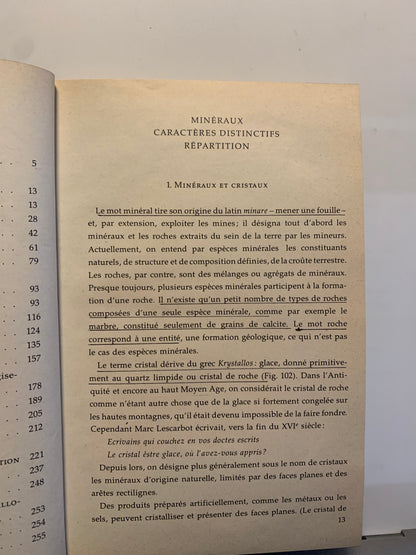 5
13
13
28
42
61
79
93
93
116
124
135
157
ise-
178
188
205
212
TION
221
237
248
LLO-
253
254
255
MINÉRAUX
CARACTÈRES DISTINCTIFS
RÉPARTITION
1. MINÉRAUX ET CRISTAUX
Le mot minéral tire son origine du latin minare – mener une fouille –
et, par extension, exploiter les mines ; il désigna tout d'abord les
minéraux et les roches extraits du sein de la terre par les mineurs.
Actuellement, on entend par espèces minérales les constituants
naturels, de structure et de composition définies, de la croûte terrestre.
Les roches, par contre, sont des mélanges ou agrégats de minéraux.
Presque toujours, plusieurs espèces minérales participent à la forma-
tion d'une roche. Il n'existe qu'un petit nombre de types de roches
composées d'une seule espèce minérale, comme par exemple le
marbre, constitué seulement de grains de calcite. Le mot roche
correspond à une entité, une formation géologique, ce qui n'est pas
le cas des espèces minérales.
Le terme cristal dérive du grec Krystallos : glace, donné primitive-
ment au quartz limpide ou cristal de roche (Fig. 102). Dans l'Anti-
quité et encore au haut Moyen Age, on considérait le cristal de roche
comme n'étant autre chose que de la glace si fortement congelée sur
les hautes montagnes, qu'il était devenu impossible de la faire fondre.
Cependant Marc Lescarbot écrivait, vers la fin du XVIe siècle :
Ecrivains qui couchez en vos doctes escrits
Le cristal êstre glace, où l'avez-vous appris?
Depuis lors, on désigne plus généralement sous le nom de cristaux
les minéraux d'origine naturelle, limités par des faces planes et des
arêtes rectilignes.
Des produits préparés artificiellement, comme les métaux ou les
sels, peuvent cristalliser et présenter des faces planes. (Le cristal de
13